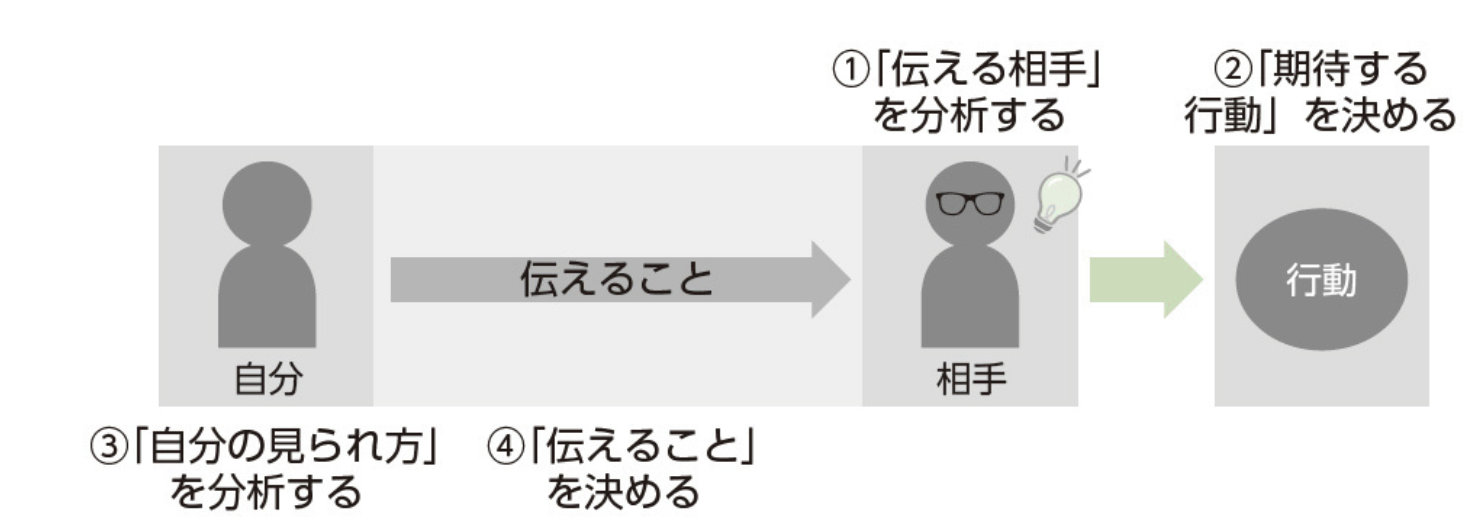 ①「伝える相手」
を分析する
②「期待する
行動」を決める
伝えること
行動
自分
相手
③「自分の見られ方」
を分析する
④「伝えること」
を決める